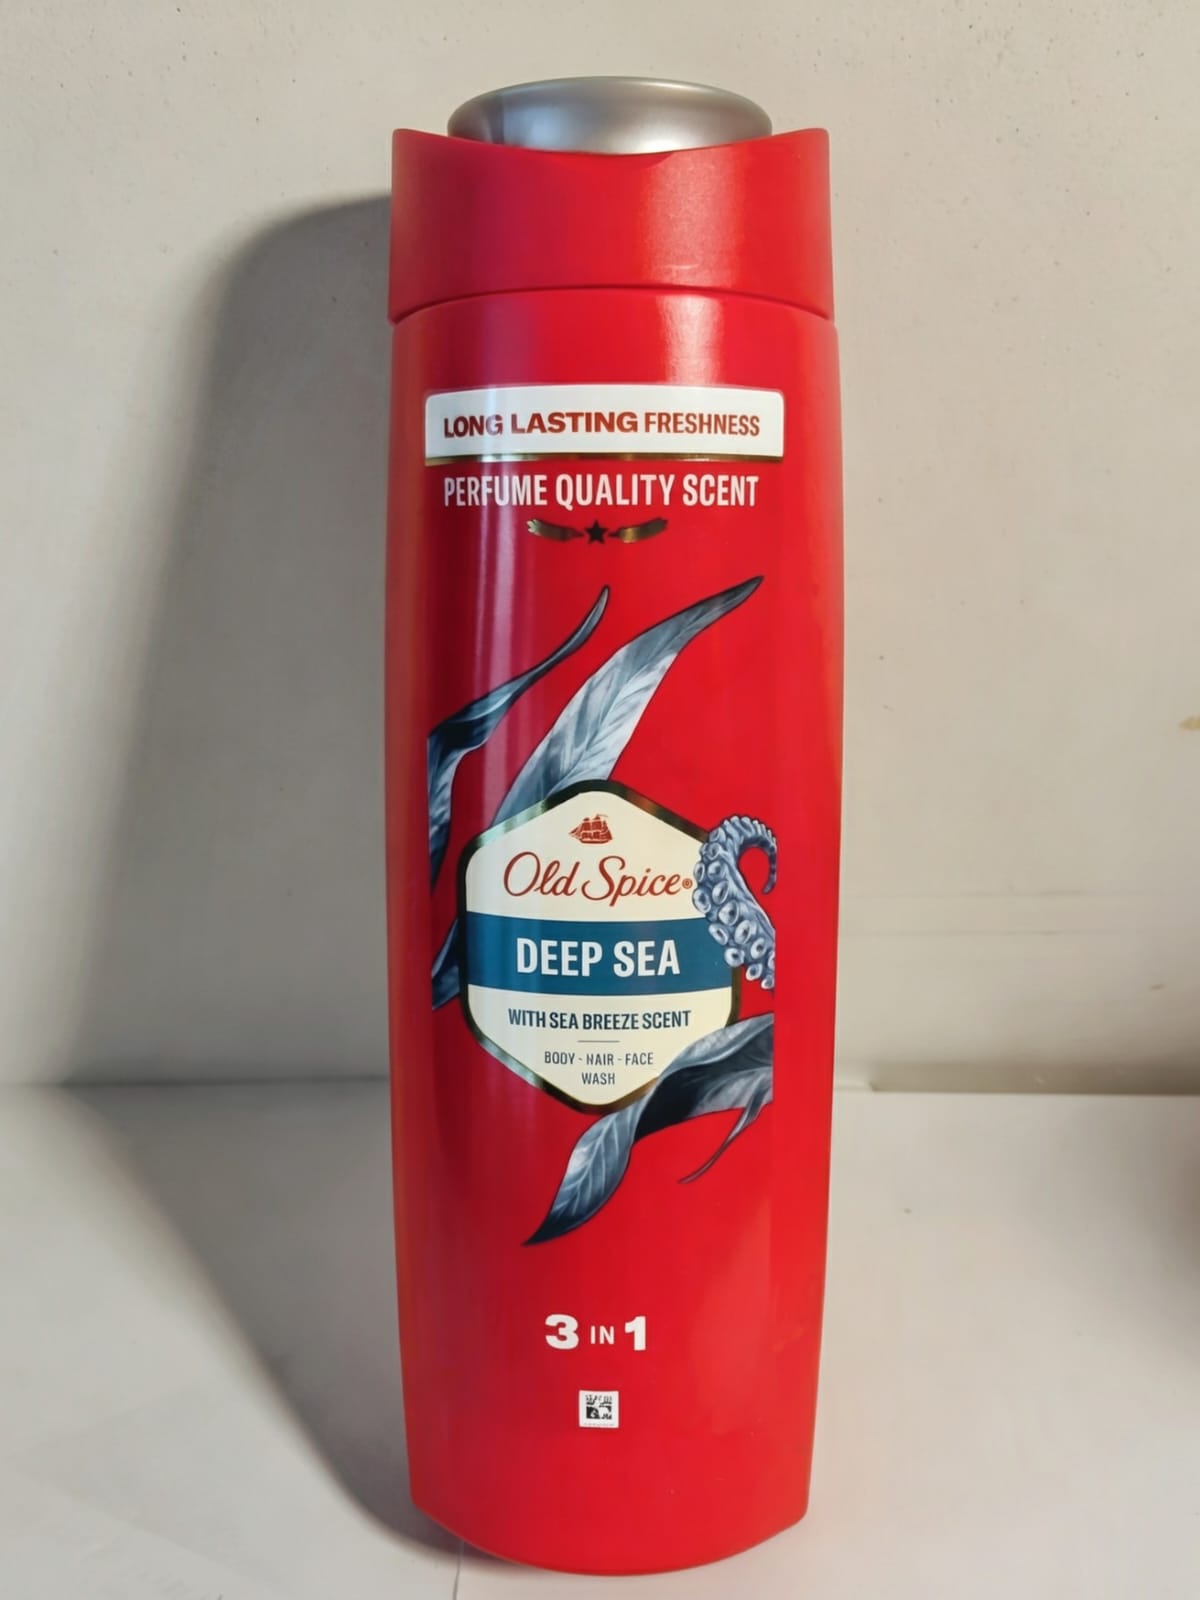 LONG LASTING FRESHNESS
PERFUME QUALITY SCENT
Old Spice®
DEEP SEA
WITH SEA BREEZE SCENT
BODY - HAIR - FACE
WASH
3 IN 1